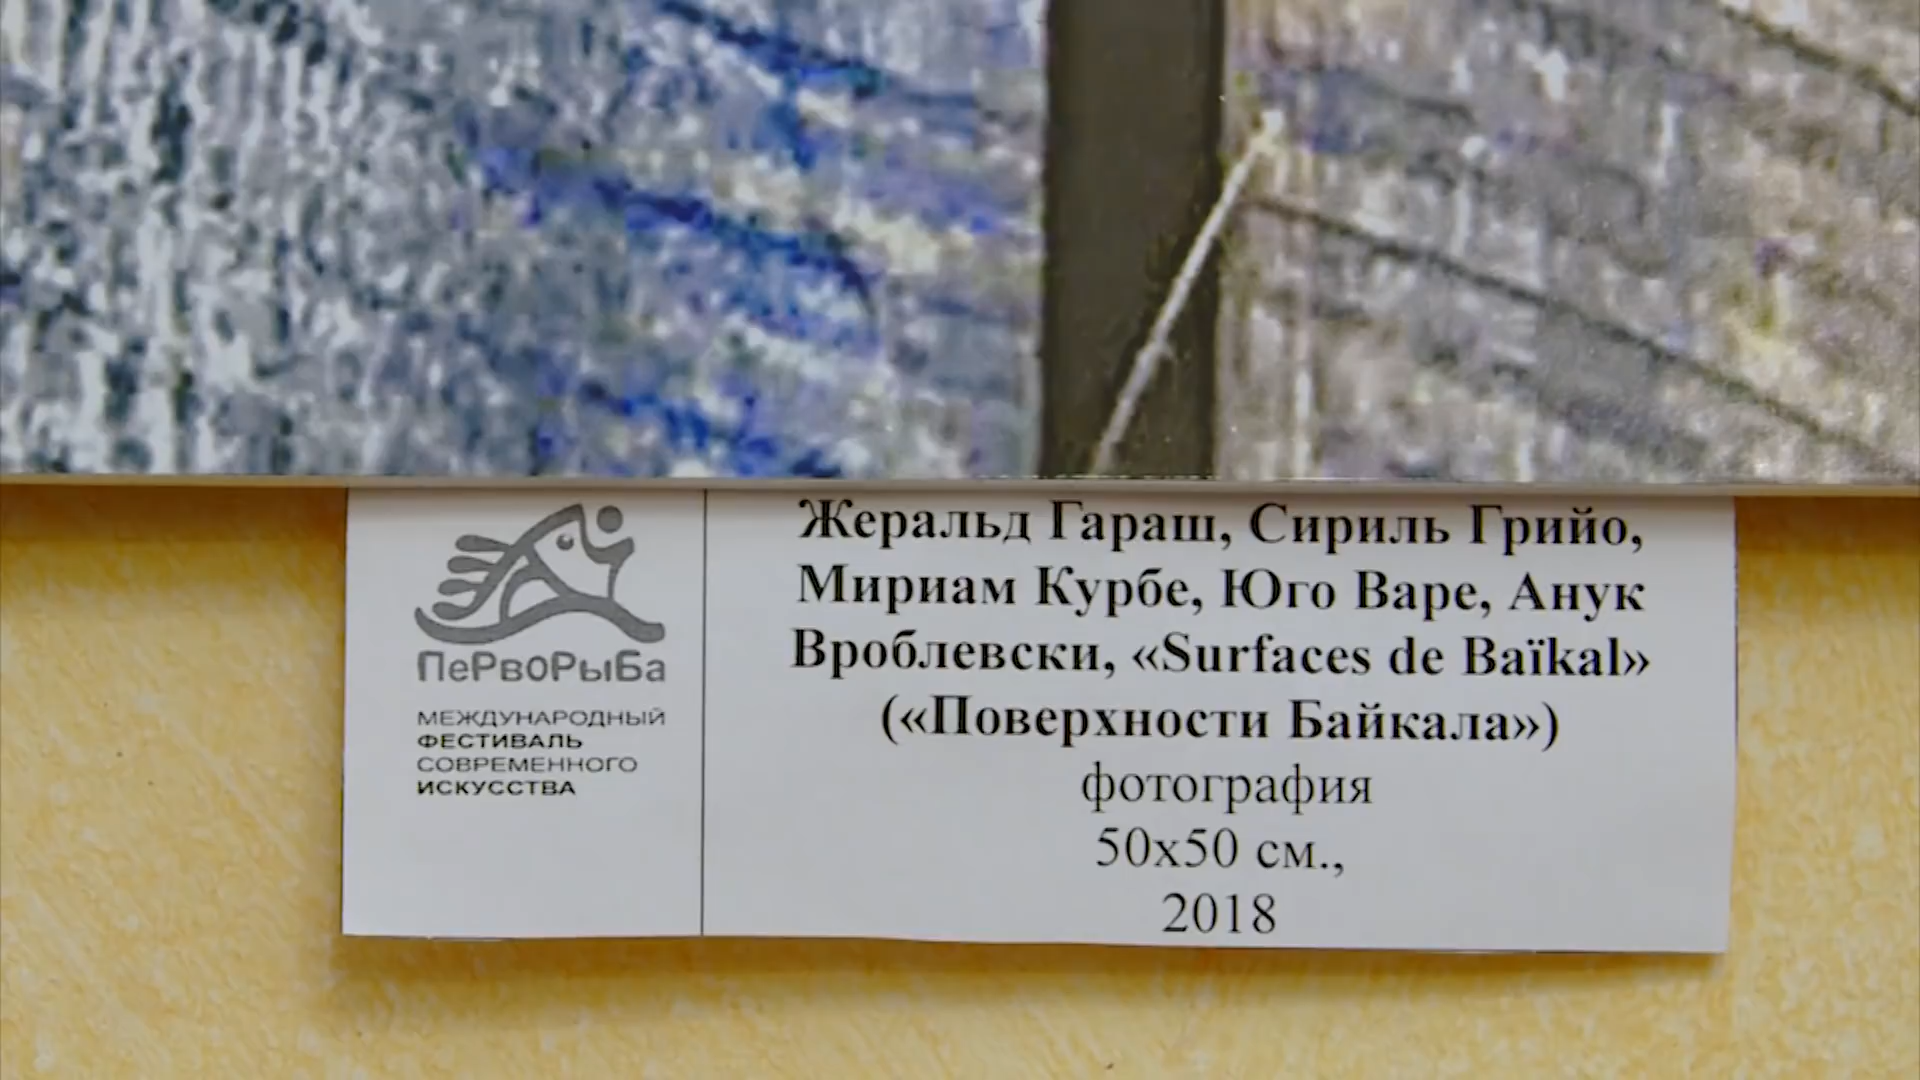 ПеРвОРыБа
МЕЖДУНАРОДНЫЙ
ФЕСТИВАЛЬ
СОВРЕМЕННОГО
ИСКУССТВА
Жеральд Гараш, Сириль Грийо,
Мириам Курбе, Юго Варе, Анук
Вроблевски, «Surfaces de Baïkal»
(«Поверхности Байкала»)
фотография
50х50 см.,
2018